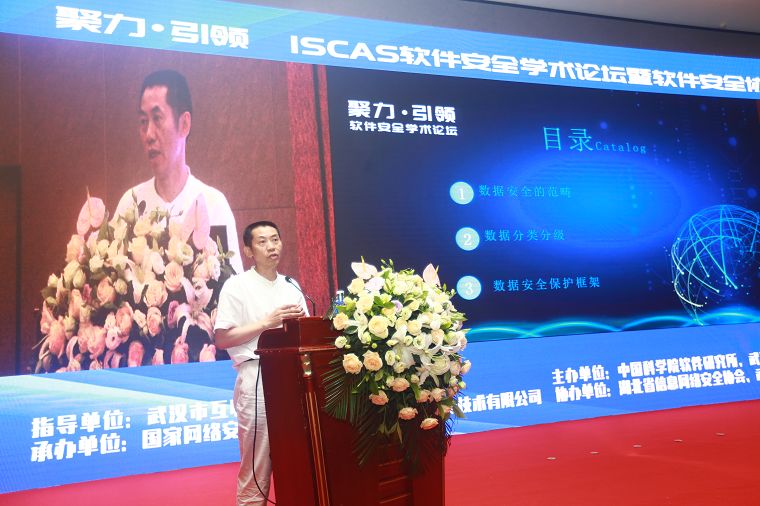 聚力·引领 ISCAS软件安全学术论坛暨软件安全
聚力·引领
软件安全学术论坛
目录Catalog
1 数据安全的范畴
2 数据分类分级
3 数据安全保护框架
指导单位：武汉市互
主办单位：中国科学院软件研究所、武
承办单位：国家网络安
技术有限公司
协办单位：湖北省信息网络安全协会、